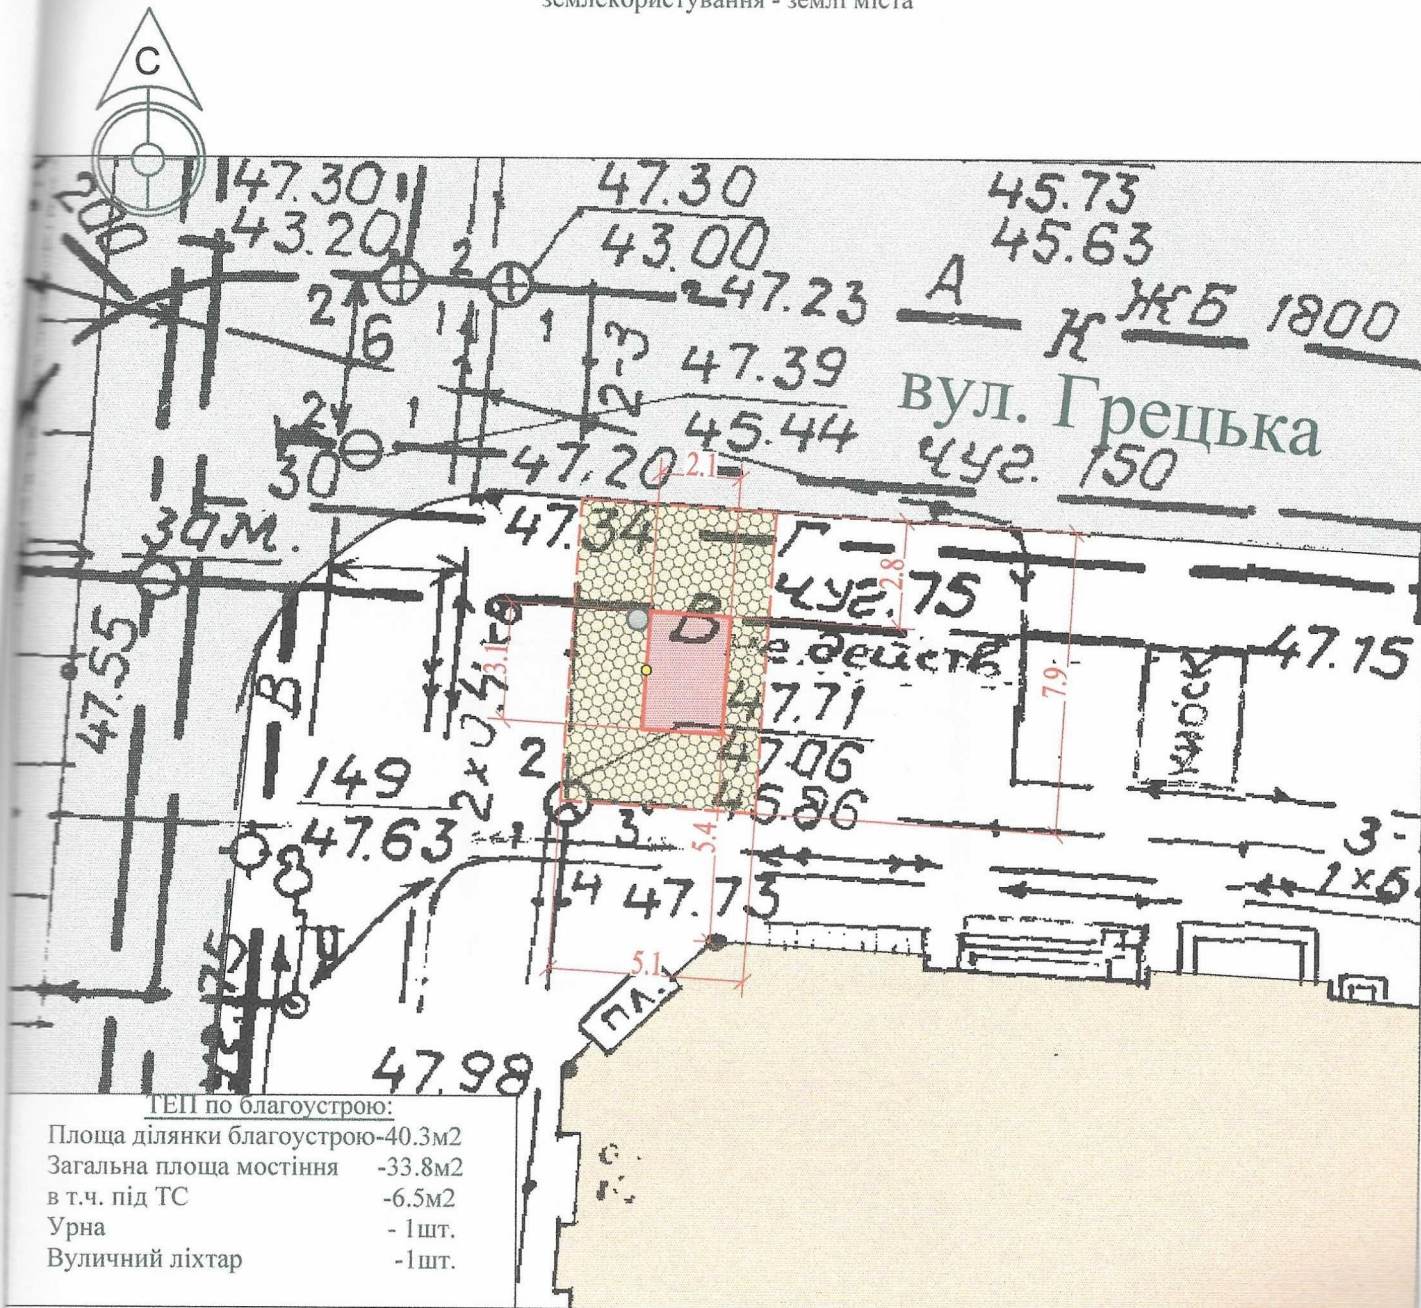 землекористування - землі міста
С
200
47.30
43.20
47.30
43.00
45.73
45.63
2
47.23
А
К ЖБ 1800
2
6
1
1
2-3
47.39
45.44
вул. Грецька
2
1
30
47.20
2.1
чуг. 150
47.34
Г
2.8
чуг.75
В
3.1
7.9
47.15
47.55
В
киоск
47.71
47.06
45.86
2
149
47.63
1
3
5.4
3-
8
4
47.73
5.1
пл.
47.98
ТЕП по благоустрою:
Площа ділянки благоустрою-40.3м2
Загальна площа мостіння -33.8м2
в т.ч. під ТС -6.5м2
Урна - 1шт.
Вуличний ліхтар -1шт.